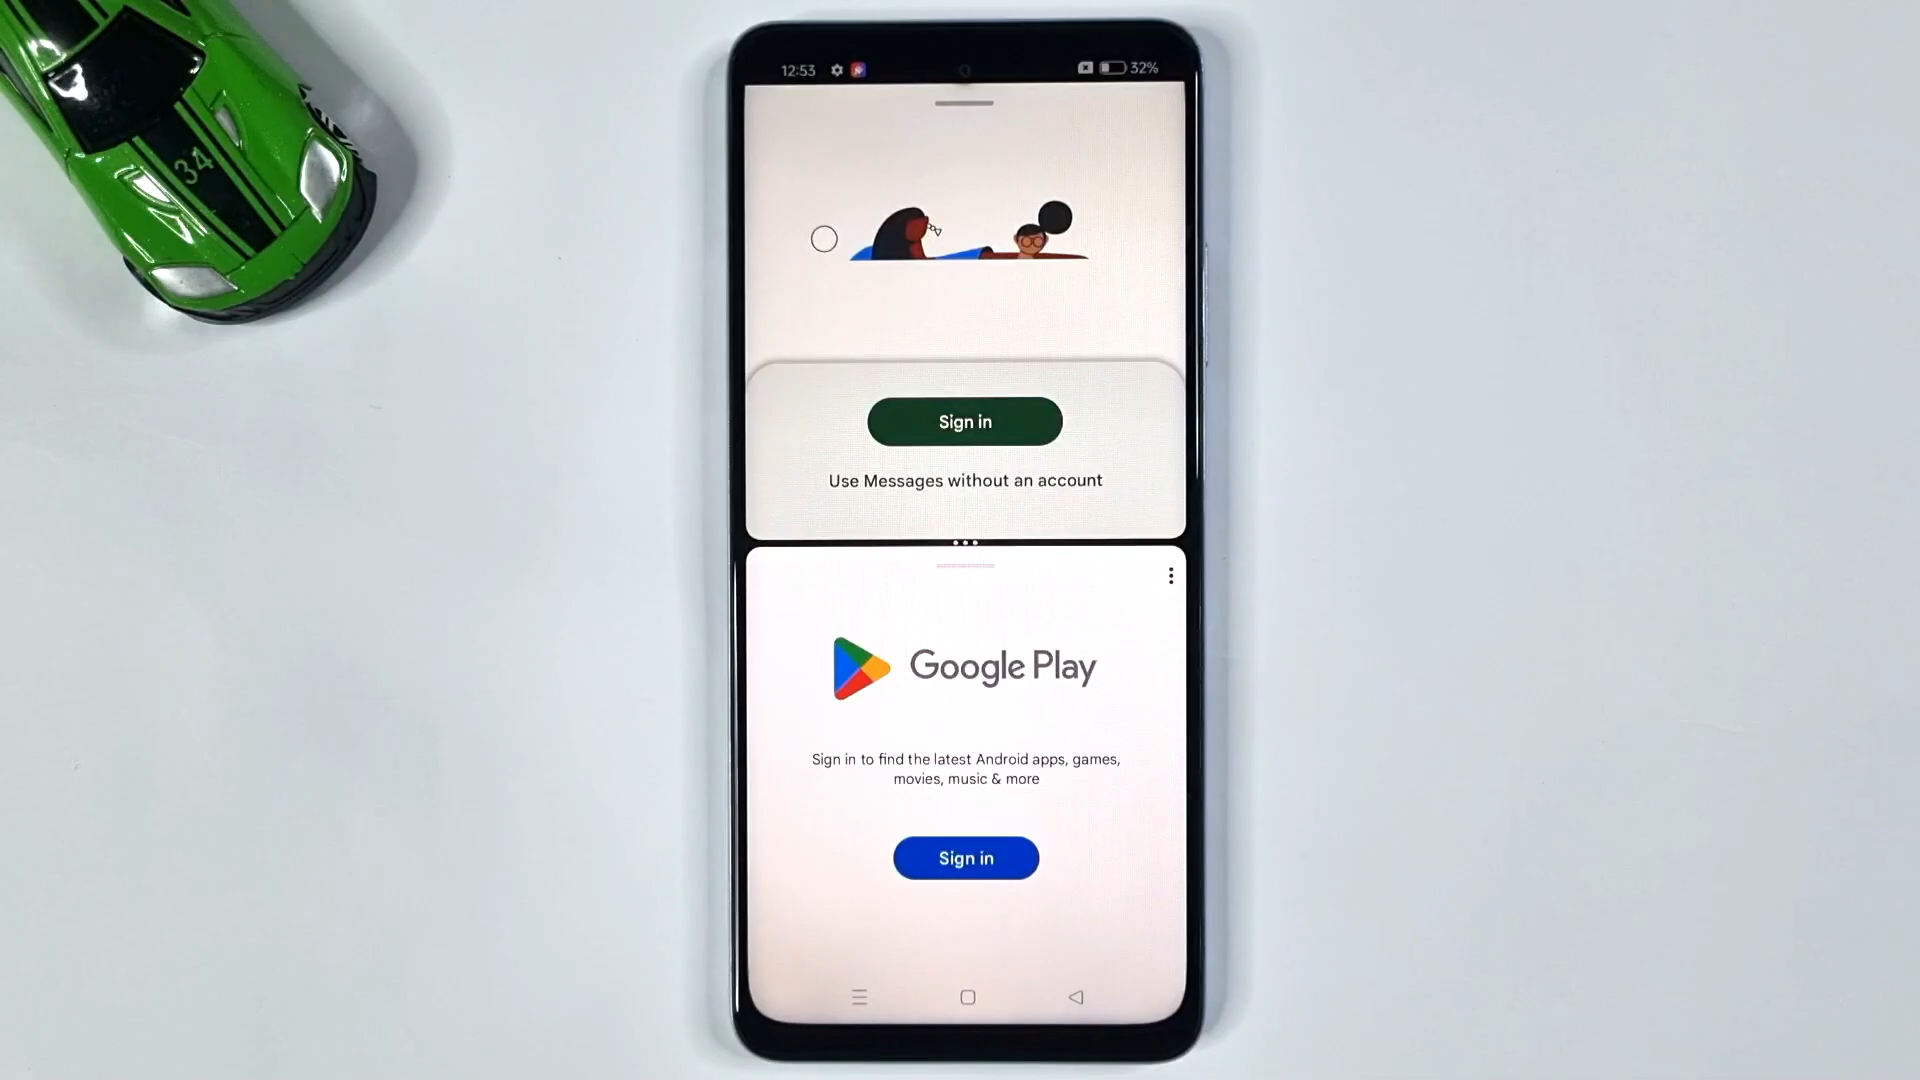 34
12:53 32%
Sign in
Use Messages without an account
Google Play
Sign in to find the latest Android apps, games,
movies, music & more
Sign in